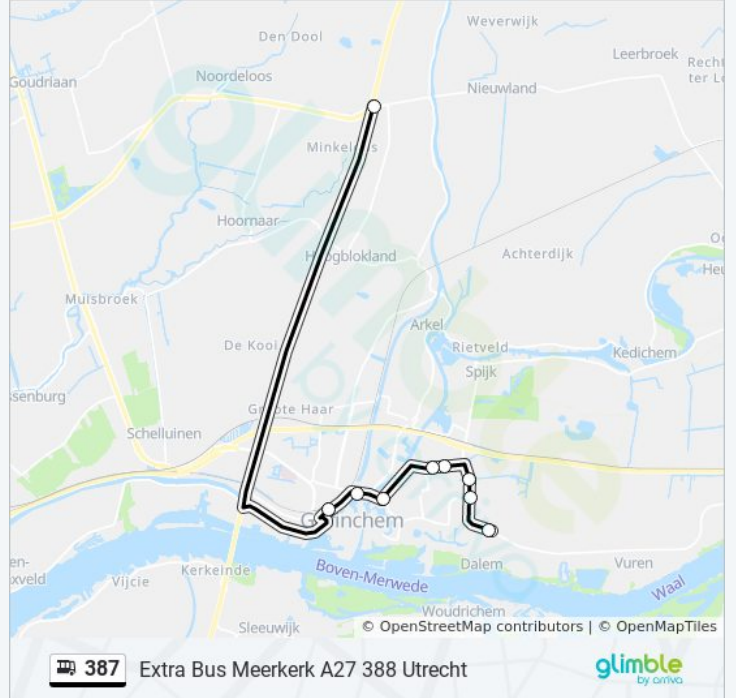 Weverwijk
Den Dool
Leerbroek
Noordeloos
Goudriaan
Nieuwland
Hoornaar
Hoogblokland
Achterdijk
Muisbroek
Arkel
De Kooi
Rietveld
Kedichem
Spijk
Schelluinen
Dalem
Vuren
Boven-Merwede
Kerkeinde
Vijcie
Waal
Woudrichem
Sleeuwijk
© OpenStreetMap contributors | © OpenMapTiles
387 Extra Bus Meerkerk A27 388 Utrecht
glimble
by arriva